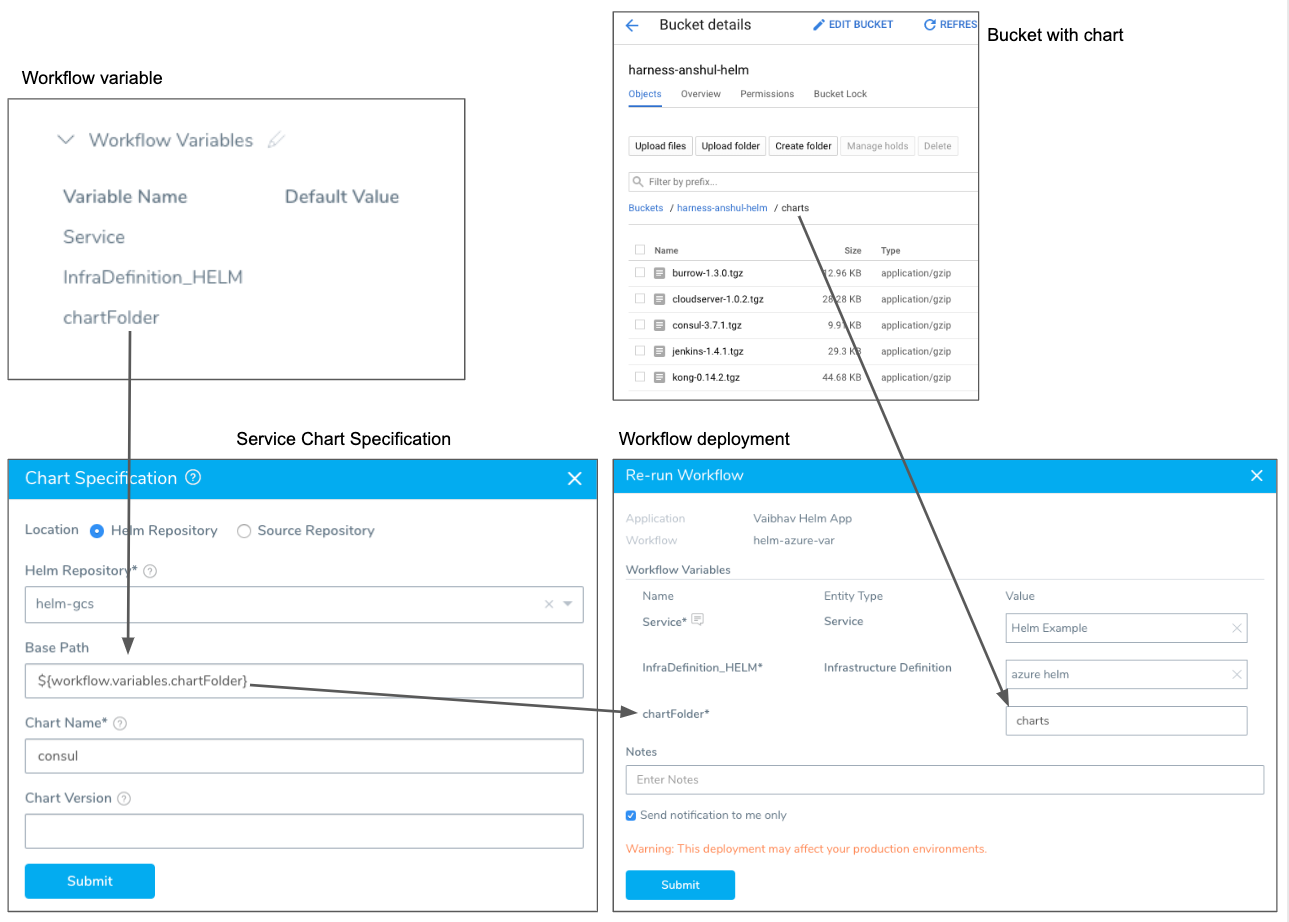 Workflow variable
Workflow Variables
Variable Name Default Value
Service
InfraDefinition_HELM
chartFolder
Bucket with chart
Bucket details EDIT BUCKET REFRES
harness-anshul-helm
Objects Overview Permissions Bucket Lock
Upload files Upload folder Create folder Manage holds Delete
Filter by prefix...
Buckets / harness-anshul-helm / charts
Name Size Type
burrow-1.3.0.tgz 12.96 KB application/gzip
cloudserver-1.0.2.tgz 28.28 KB application/gzip
consul-3.7.1.tgz 9.91 KB application/gzip
jenkins-1.4.1.tgz 29.3 KB application/gzip
kong-0.14.2.tgz 44.68 KB application/gzip
Service Chart Specification
Chart Specification
Location Helm Repository Source Repository
Helm Repository*
helm-gcs
Base Path
${workflow.variables.chartFolder}
Chart Name*
consul
Chart Version
Submit
Workflow deployment
Re-run Workflow
Application Vaibhav Helm App
Workflow helm-azure-var
Workflow Variables
Name Entity Type Value
Service* Service Helm Example
InfraDefinition_HELM* Infrastructure Definition azure helm
chartFolder* charts
Notes
Enter Notes
Send notification to me only
Warning: This deployment may affect your production environments.
Submit